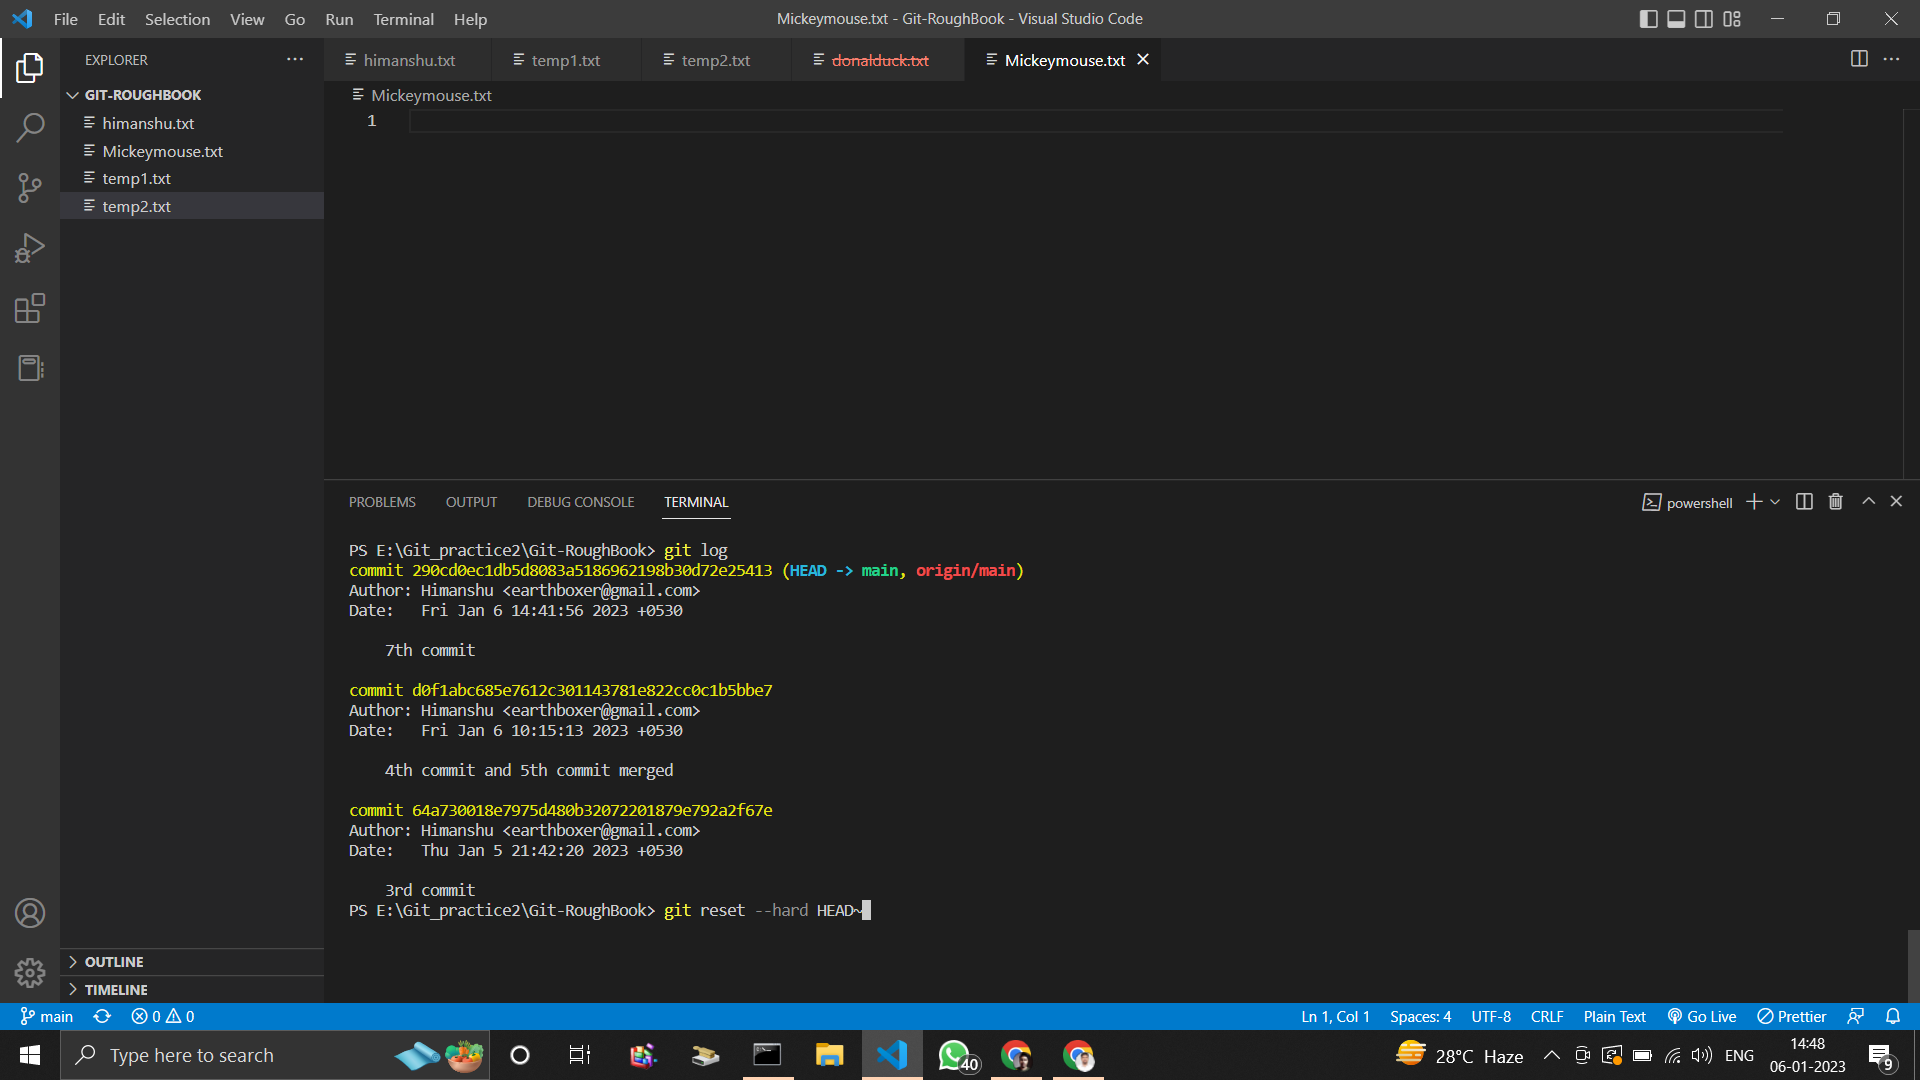 File Edit Selection View Go Run Terminal Help
Mickeymouse.txt - Git-RoughBook - Visual Studio Code
EXPLORER
GIT-ROUGHBOOK
himanshu.txt
Mickeymouse.txt
temp1.txt
temp2.txt
OUTLINE
TIMELINE
himanshu.txt temp1.txt temp2.txt donalduck.txt Mickeymouse.txt
Mickeymouse.txt
1
PROBLEMS OUTPUT DEBUG CONSOLE TERMINAL
powershell
PS E:\Git_practice2\Git-RoughBook> git log
commit 290cd0ec1db5d8083a5186962198b30d72e25413 (HEAD -> main, origin/main)
Author: Himanshu <earthboxer@gmail.com>
Date:   Fri Jan 6 14:41:56 2023 +0530
7th commit
commit d0f1abc685e7612c301143781e822cc0c1b5bbe7
Author: Himanshu <earthboxer@gmail.com>
Date:   Fri Jan 6 10:15:13 2023 +0530
4th commit and 5th commit merged
commit 64a730018e7975d480b32072201879e792a2f67e
Author: Himanshu <earthboxer@gmail.com>
Date:   Thu Jan 5 21:42:20 2023 +0530
3rd commit
PS E:\Git_practice2\Git-RoughBook> git reset --hard HEAD~
main 0 0
Ln 1, Col 1 Spaces: 4 UTF-8 CRLF Plain Text Go Live Prettier
Type here to search
40
28°C Haze
ENG
14:48
06-01-2023
9